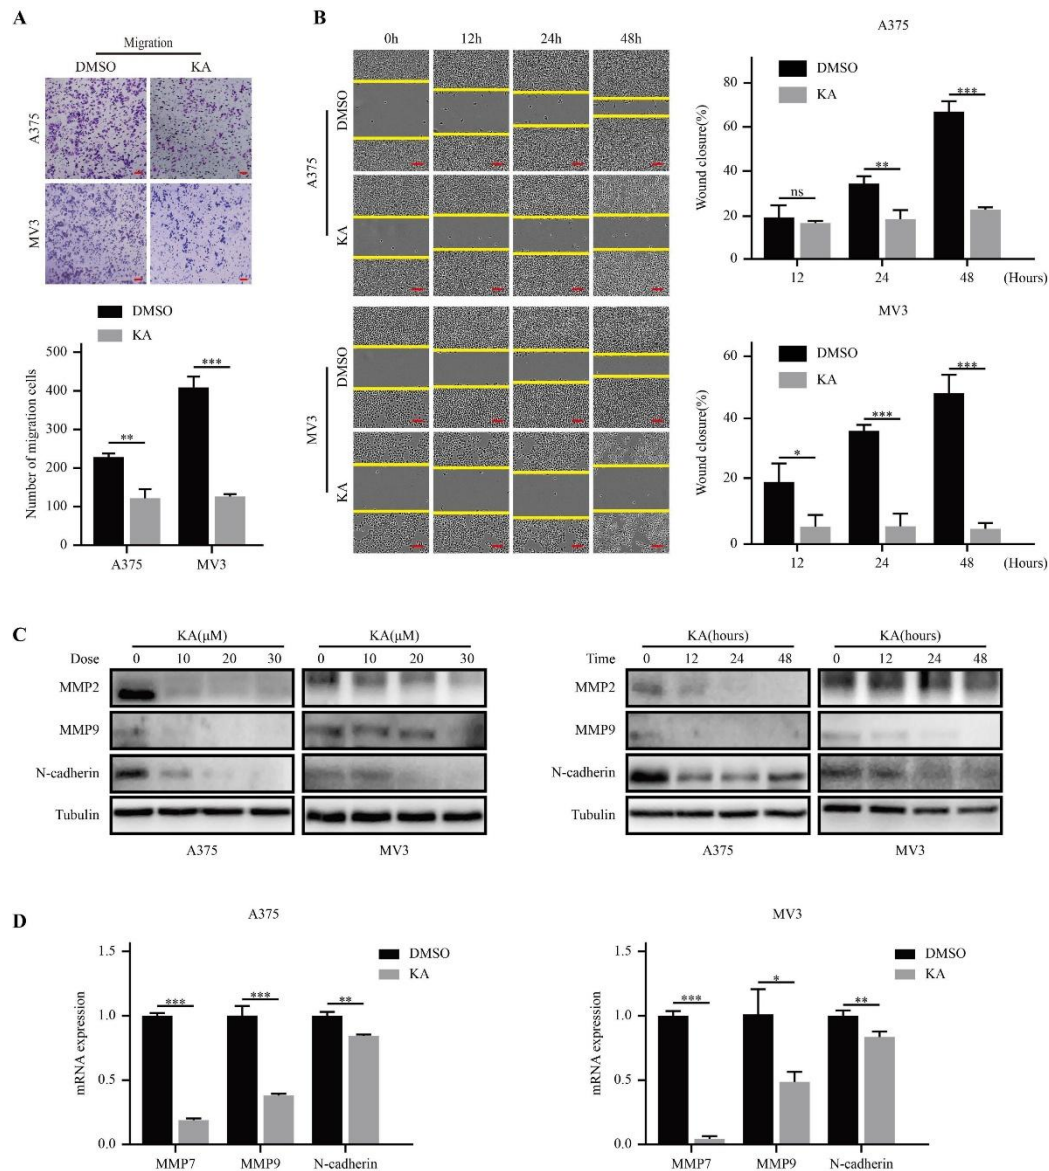 A
Migration
DMSO KA
A375
MV3
DMSO
KA
500
400
300
200
100
0
Number of migration cells
**
***
A375 MV3
B
0h 12h 24h 48h
A375
DMSO
KA
MV3
DMSO
KA
A375
DMSO
KA
80
60
40
20
0
Wound closure(%)
ns
**
***
12 24 48 (Hours)
MV3
DMSO
KA
60
40
20
0
Wound closure(%)
*
***
***
12 24 48 (Hours)
C
KA(μM) KA(μM)
Dose 0 10 20 30 0 10 20 30
MMP2
MMP9
N-cadherin
Tubulin
A375 MV3
KA(hours) KA(hours)
Time 0 12 24 48 0 12 24 48
MMP2
MMP9
N-cadherin
Tubulin
A375 MV3
D
A375
DMSO
KA
1.5
1.0
0.5
0.0
mRNA expression
***
***
**
MMP7 MMP9 N-cadherin
MV3
DMSO
KA
1.5
1.0
0.5
0.0
mRNA expression
***
*
**
MMP7 MMP9 N-cadherin